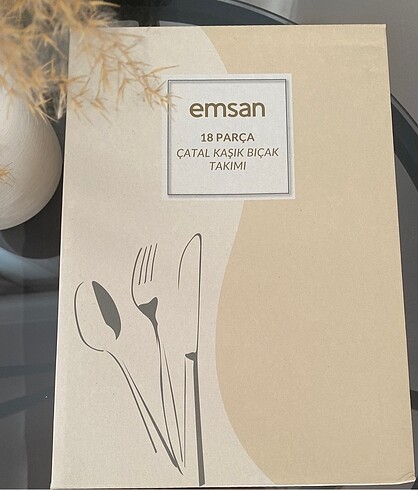 emsan
18 PARÇA
ÇATAL KAŞIK BIÇAK
TAKIMI